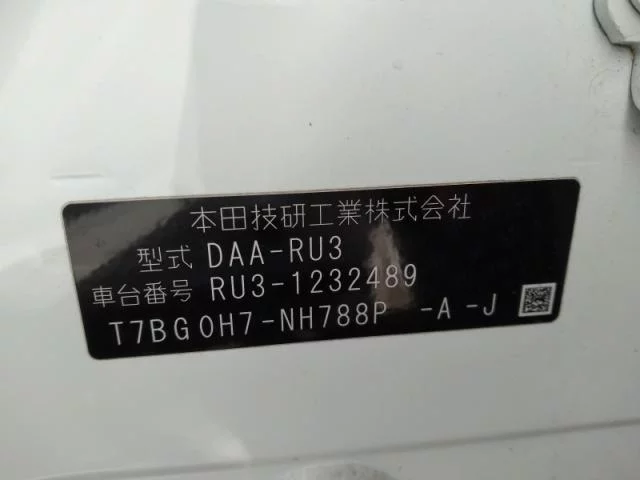 本田技研工業株式会社
型式 DAA-RU3
車台番号 RU3-1232489
T7BG0H7-NH788P -A-J